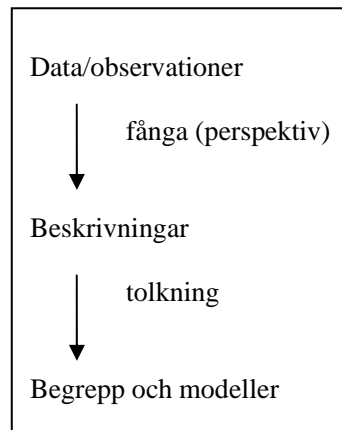 Data/observationer
fånga (perspektiv)
Beskrivningar
tolkning
Begrepp och modeller